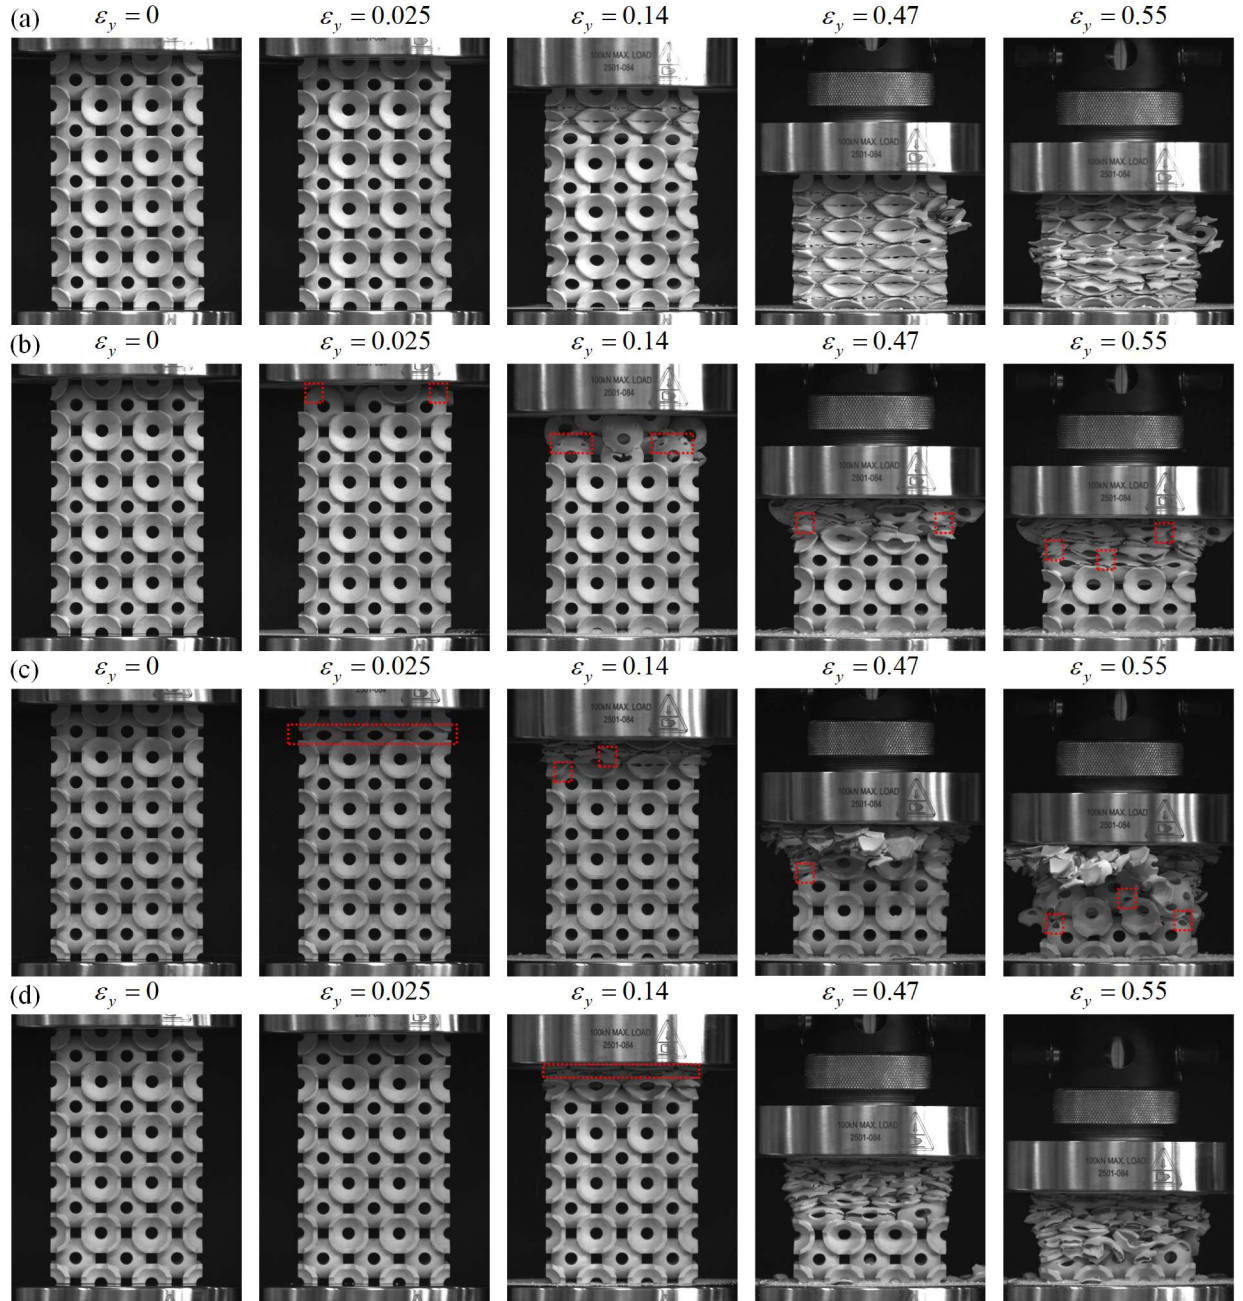 (a) ε_y = 0 ε_y = 0.025 ε_y = 0.14 ε_y = 0.47 ε_y = 0.55
100kN MAX. LOAD
2501-084
100kN MAX. LOAD
2501-084
100kN MAX. LOAD
2501-084
(b) ε_y = 0 ε_y = 0.025 ε_y = 0.14 ε_y = 0.47 ε_y = 0.55
100kN MAX. LOAD
2501-084
100kN MAX. LOAD
2501-084
100kN MAX. LOAD
2501-084
(c) ε_y = 0 ε_y = 0.025 ε_y = 0.14 ε_y = 0.47 ε_y = 0.55
100kN MAX. LOAD
2501-084
100kN MAX. LOAD
2501-084
100kN MAX. LOAD
2501-084
(d) ε_y = 0 ε_y = 0.025 ε_y = 0.14 ε_y = 0.47 ε_y = 0.55
100kN MAX. LOAD
2501-084
100kN MAX. LOAD
2501-084
100kN MAX. LOAD
2501-084